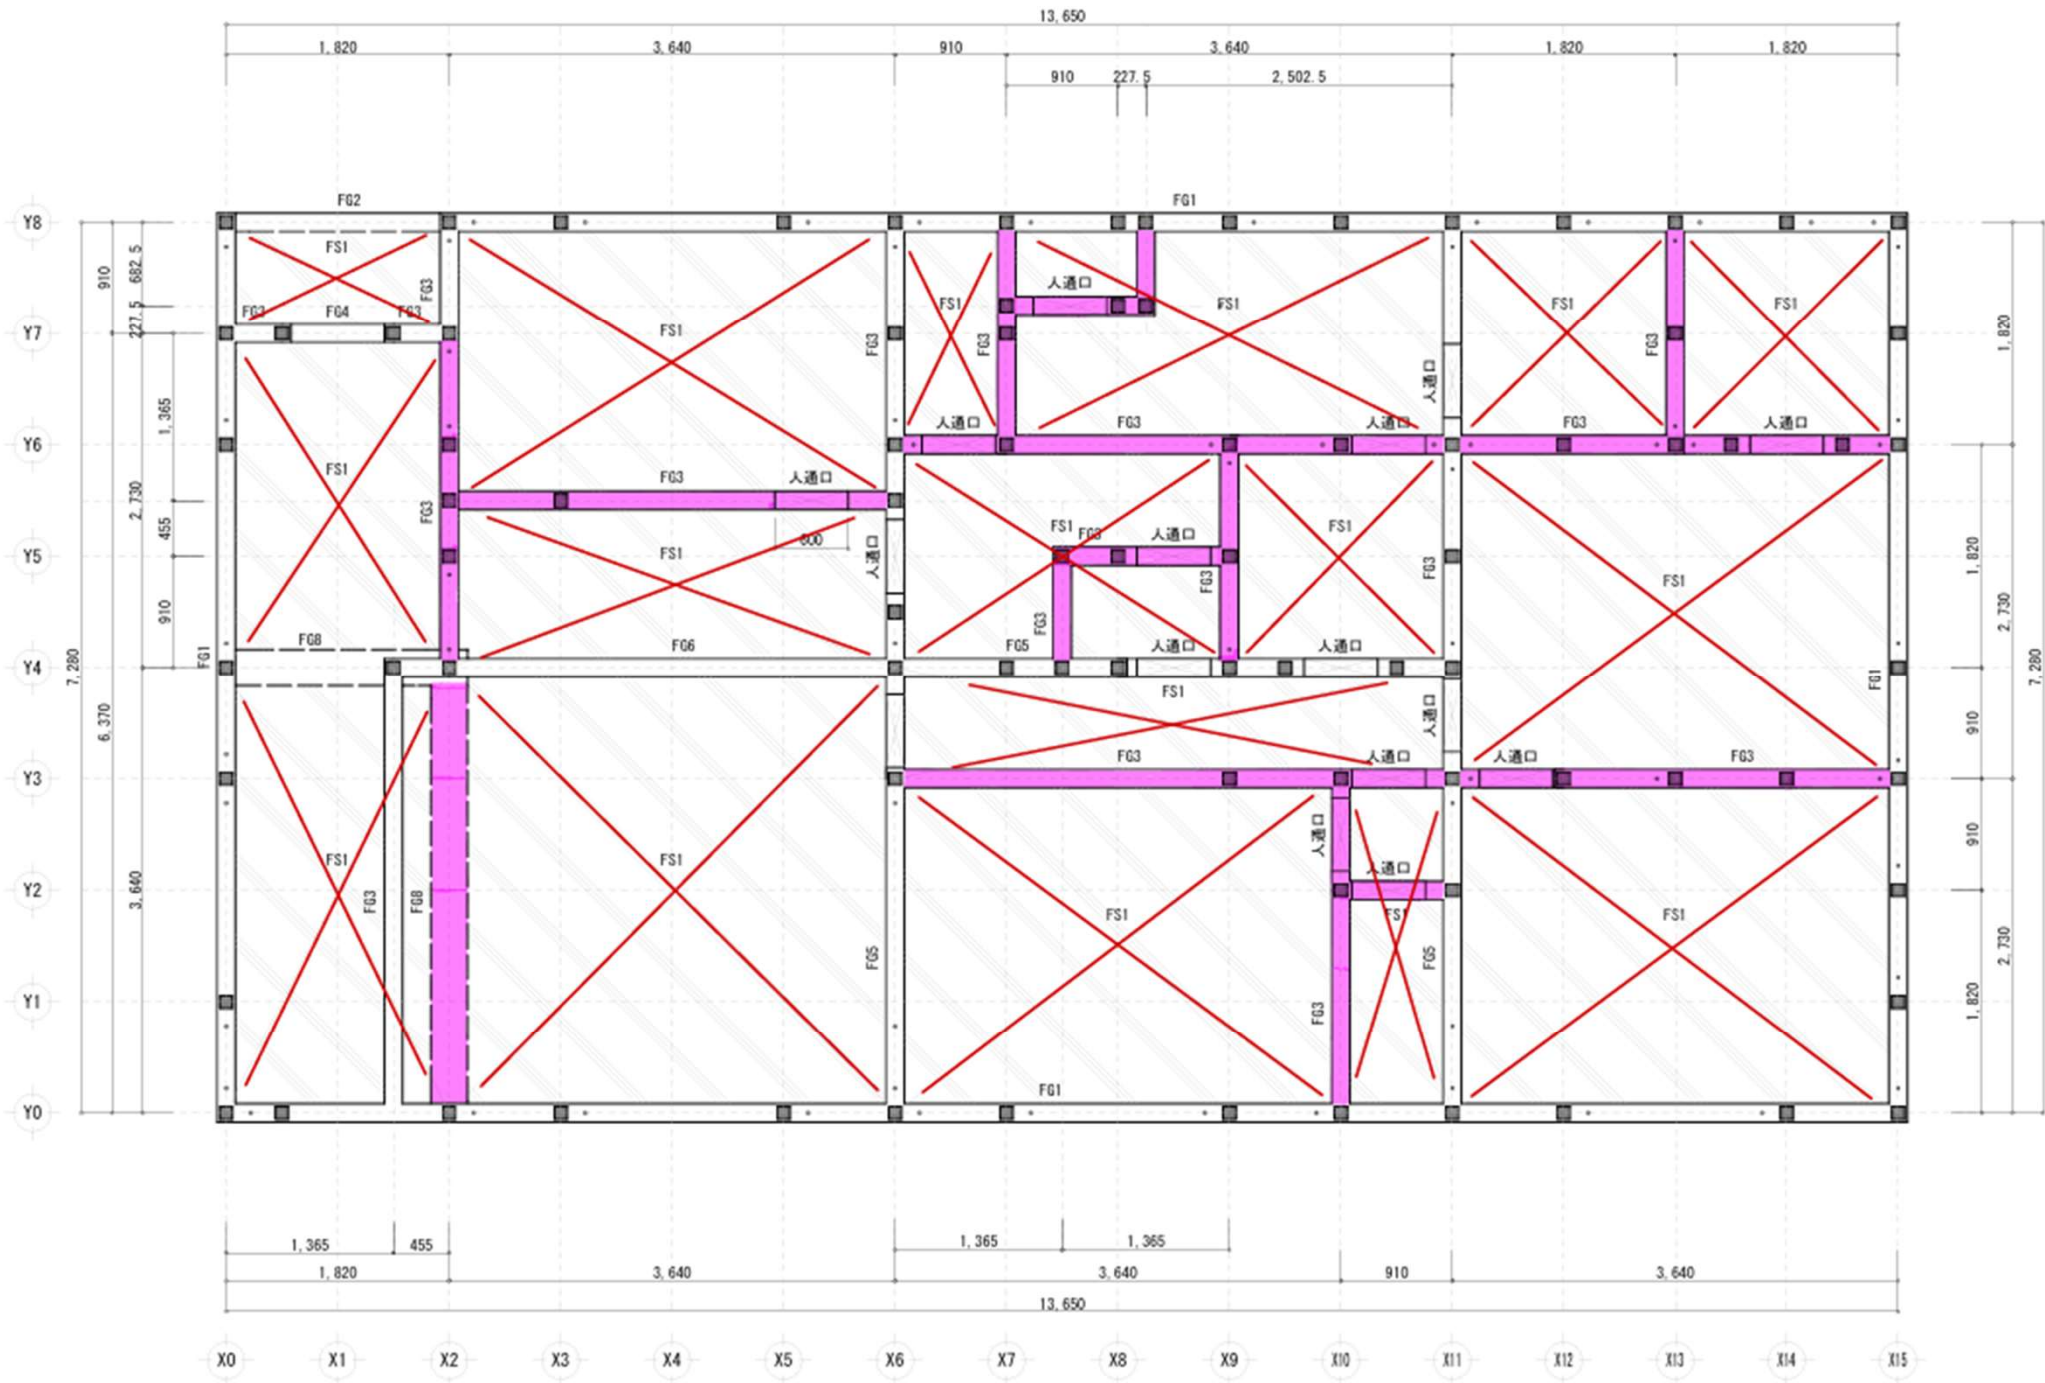 13,650
1,820 3,640 910 3,640 1,820 1,820
910 227.5 2,502.5
FG2 FG1
Y8
FS1
910 682.5
FG3
人通口
227.5
FG3 FG4 FG3
FS1 FS1 FS1 FS1
Y7
FS1 FG3 FG3 FG3 1,820
人通口
1,365
人通口 FG3 人通口 FG3 人通口
Y6
FS1 FG3 人通口
2,730 FG3
455
FS1 600 人通口 FS1 FG3 人通口 FS1 FG3
Y5
1,820
FG3 FS1
910 FG3 2,730
FG8 FG6 FG5 人通口 人通口
7,280 FG1 Y4
FG1 7,280
FS1 人通口
6,370 910
FG3 人通口 人通口 FG3
Y3
人通口 910
人通口
3,640
FS1 FS1
Y2
FG3 FG8 FS1 FS1 FS1
FG5 FG5 2,730
Y1
FG3 1,820
FG1
Y0
1,365 455 1,365 1,365
1,820 3,640 3,640 910 3,640
13,650
X0 X1 X2 X3 X4 X5 X6 X7 X8 X9 X10 X11 X12 X13 X14 X15